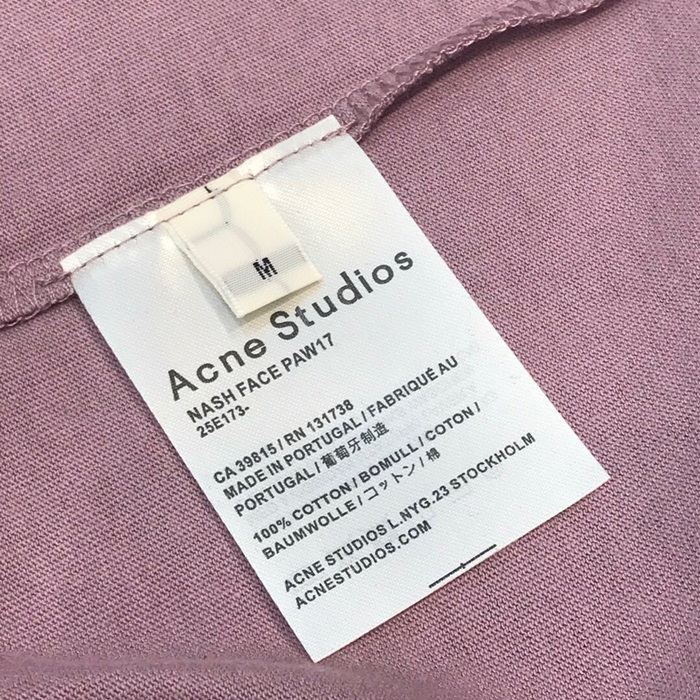 M
Acne Studios
NASH FACE PAW17
25E173-
CA 39815 / RN 131738
MADE IN PORTUGAL / FABRIQUÉ AU
PORTUGAL / 葡萄牙制造
100% COTTON / BOMULL / COTON /
BAUMWOLLE / コットン / 棉
ACNE STUDIOS L.NYG.23 STOCKHOLM
ACNESTUDIOS.COM